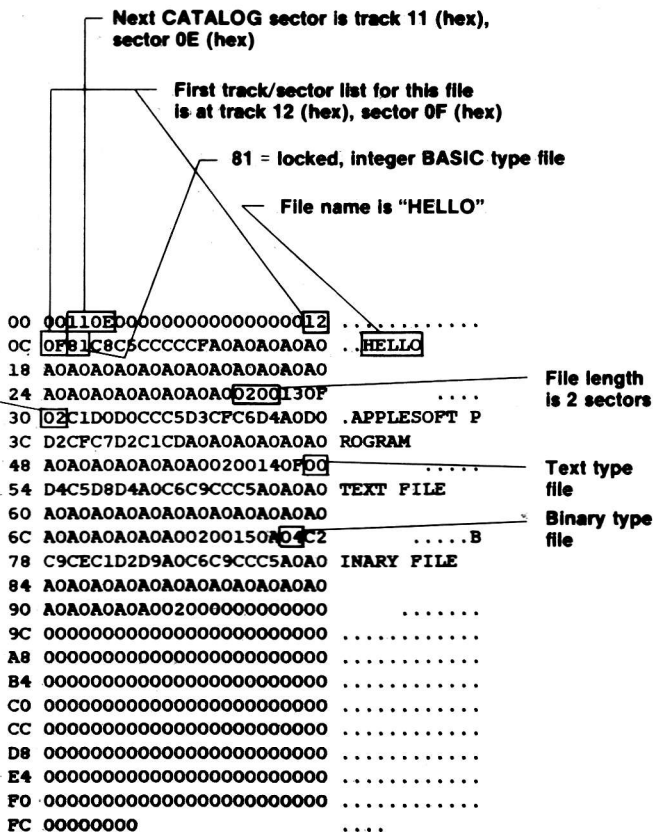 Next CATALOG sector is track 11 (hex),
sector 0E (hex)
First track/sector list for this file
is at track 12 (hex), sector 0F (hex)
81 = locked, integer BASIC type file
File name is "HELLO"
00 00110E000000000000000012 ............
0C 0F81C8C5CCCCCFA0A0A0A0A0 ..HELLO
18 A0A0A0A0A0A0A0A0A0A0A0A0
24 A0A0A0A0A0A0A0A00200130F ....
File length
is 2 sectors
30 02C1D0D0CCC5D3CFC6D4A0D0 .APPLESOFT P
3C D2CFC7D2C1CDA0A0A0A0A0A0 ROGRAM
48 A0A0A0A0A0A0A00200140F00 .....
Text type
file
54 D4C5D8D4A0C6C9CCC5A0A0A0 TEXT FILE
60 A0A0A0A0A0A0A0A0A0A0A0A0
6C A0A0A0A0A0A00200150A04C2 .....B
Binary type
file
78 C9CEC1D2D9A0C6C9CCC5A0A0 INARY FILE
84 A0A0A0A0A0A0A0A0A0A0A0A0
90 A0A0A0A0A002000000000000 .......
9C 000000000000000000000000 ............
A8 000000000000000000000000 ............
B4 000000000000000000000000 ............
C0 000000000000000000000000 ............
CC 000000000000000000000000 ............
D8 000000000000000000000000 ............
E4 000000000000000000000000 ............
F0 000000000000000000000000 ............
FC 00000000 ....